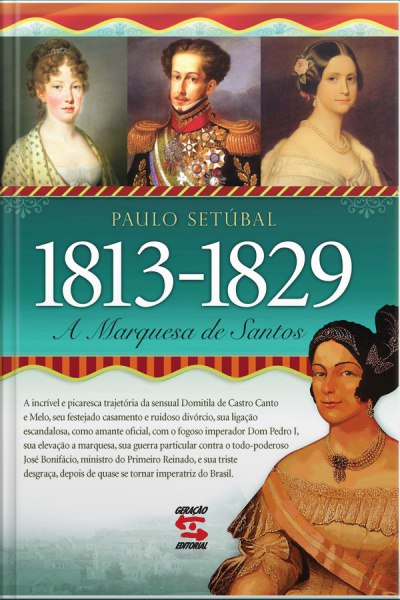 PAULO SETÚBAL
1813-1829
A Marquesa de Santos
A incrível e picaresca trajetória da sensual Domitila de Castro Canto
e Melo, seu festejado casamento e ruidoso divórcio, sua ligação
escandalosa, como amante oficial, com o fogoso imperador Dom Pedro I,
sua elevação a marquesa, sua guerra particular contra o todo-poderoso
José Bonifácio, ministro do Primeiro Reinado, e sua triste
desgraça, depois de quase se tornar imperatriz do Brasil.
GERAÇÃO
EDITORIAL